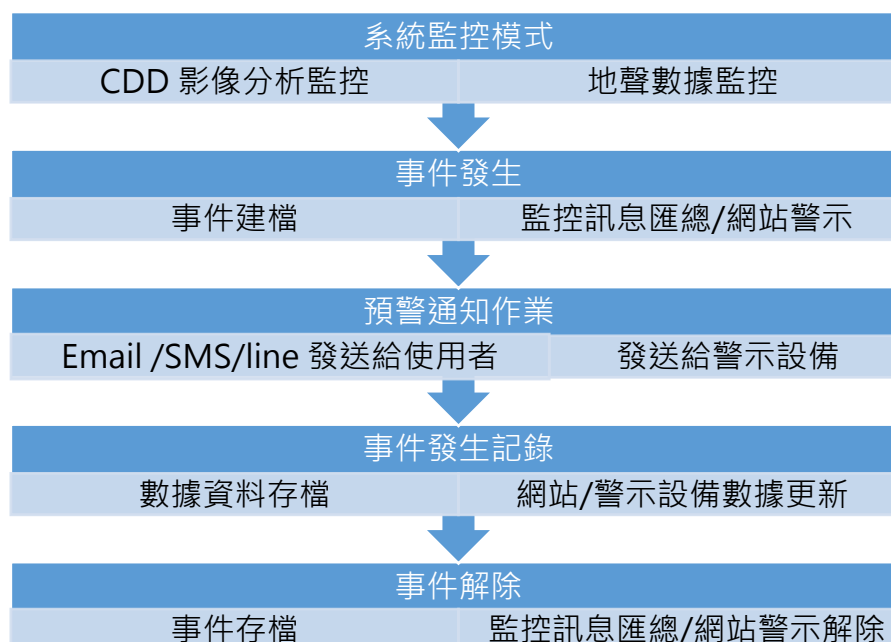 系統監控模式
CDD 影像分析監控 地聲數據監控
事件發生
事件建檔 監控訊息匯總/網站警示
預警通知作業
Email /SMS/line 發送給使用者 發送給警示設備
事件發生記錄
數據資料存檔 網站/警示設備數據更新
事件解除
事件存檔 監控訊息匯總/網站警示解除